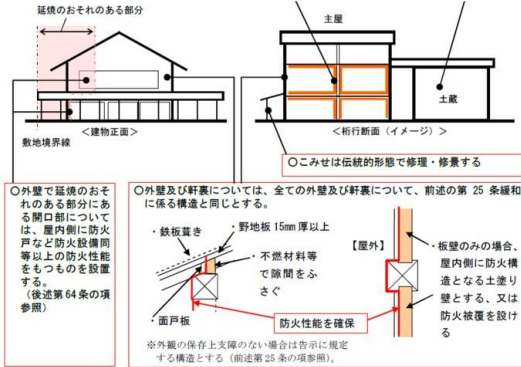 延焼のおそれのある部分
主屋
土蔵
<建物正面>
<桁行断面（イメージ）>
敷地境界線
○こみせは伝統的形態で修理・修景する
○外壁で延焼のおそ
れのある部分にあ
る開口部について
は、屋内側に防火
戸など防火設備同
等以上の防火性能
をもつものを設置
する。
（後述第64条の項
参照）
○外壁及び軒裏については、全ての外壁及び軒裏について、前述の第 25 条緩和
に係る構造と同じとする。
・鉄板葺き
・野地板15mm厚以上
・不燃材料等
で隙間をふ
さぐ
・面戸板
防火性能を確保
【屋外】
・板壁のみの場合、
屋内側に防火構
造となる土塗り
壁とする、又は
防火被覆を設け
る
※外観の保存上支障のない場合は告示に規定
する構造とする（前述第25条の項参照）。